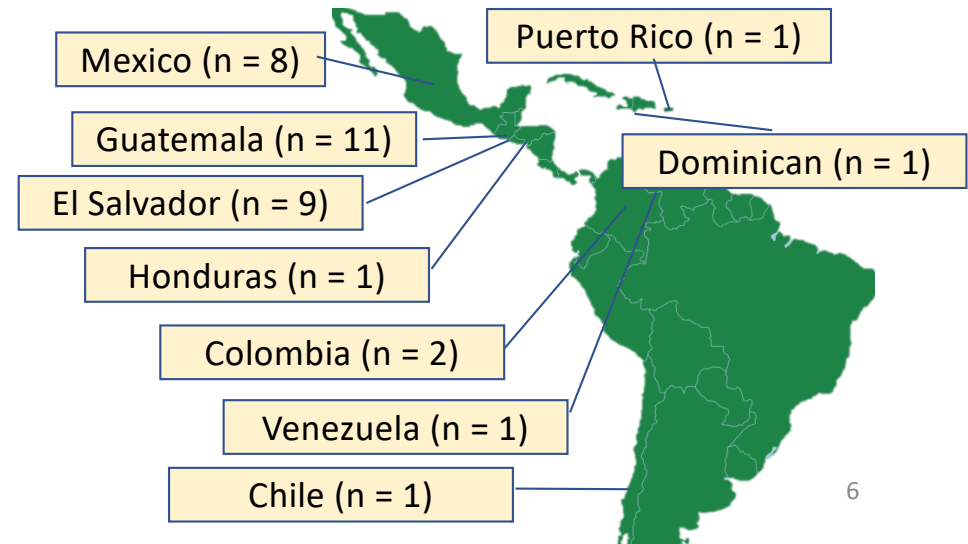 Puerto Rico (n = 1)
Mexico (n = 8)
Guatemala (n = 11)
Dominican (n = 1)
El Salvador (n = 9)
Honduras (n = 1)
Colombia (n = 2)
Venezuela (n = 1)
Chile (n = 1)
6